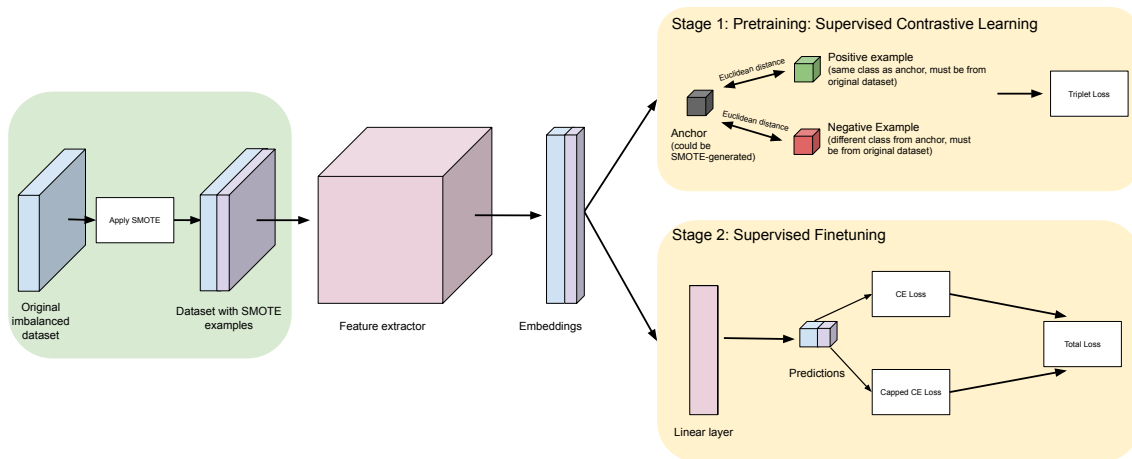 Stage 1: Pretraining: Supervised Contrastive Learning
Euclidean distance
Positive example
(same class as anchor, must be from
original dataset)
Triplet Loss
Euclidean distance
Anchor
(could be
SMOTE-generated)
Negative Example
(different class from anchor, must
be from original dataset)
Apply SMOTE
Original
imbalanced
dataset
Dataset with SMOTE
examples
Feature extractor
Embeddings
Stage 2: Supervised Finetuning
CE Loss
Total Loss
Predictions
Capped CE Loss
Linear layer